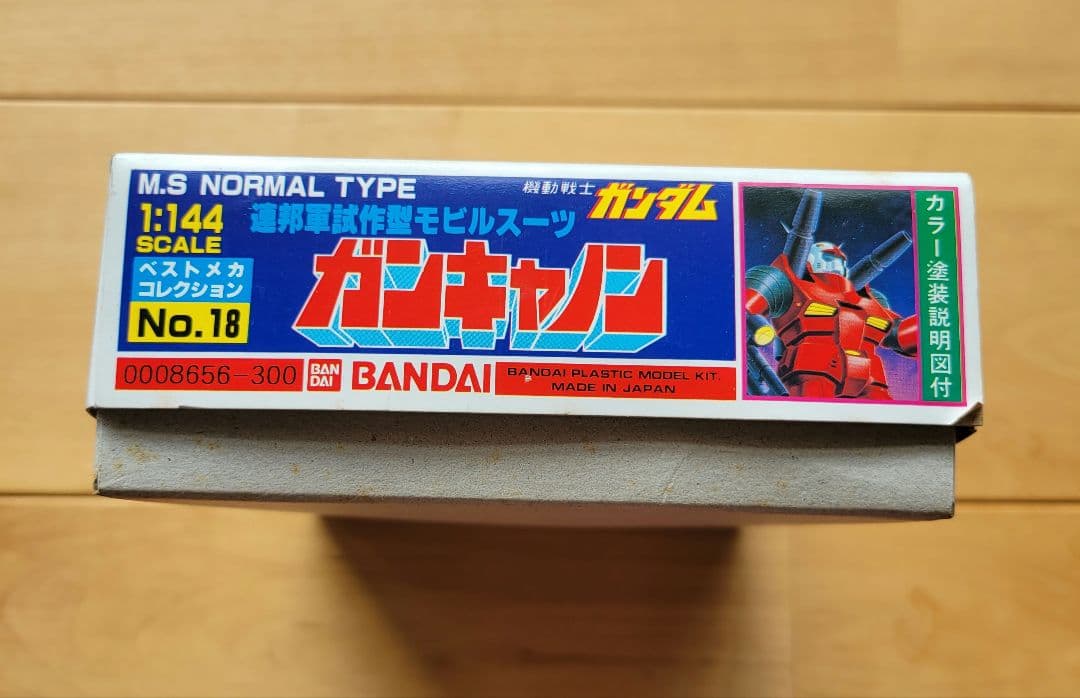 M.S NORMAL TYPE
機動戦士
ガンダム
1:144
SCALE
連邦軍試作型モビルスーツ
ガンキャノン
ベストメカ
コレクション
No.18
0008656-300
BAN
DAI
BANDAI
BANDAI PLASTIC MODEL KIT.
MADE IN JAPAN
カラー塗装説明図付